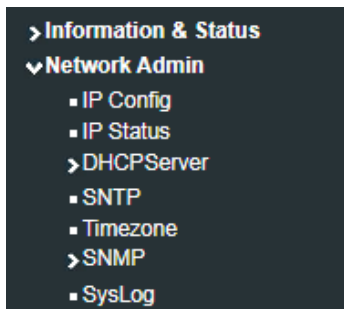 Information & Status
Network Admin
IP Config
IP Status
DHCPServer
SNTP
Timezone
SNMP
SysLog